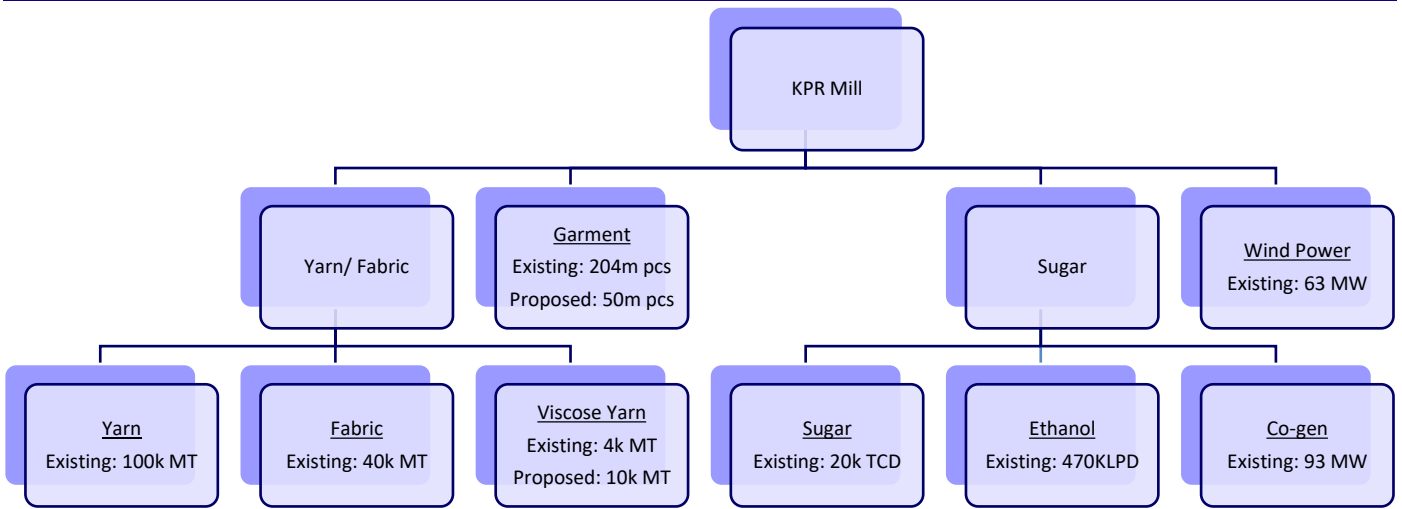 KPR Mill
Yarn/ Fabric
Garment
Existing: 204m pcs
Proposed: 50m pcs
Sugar
Wind Power
Existing: 63 MW
Yarn
Existing: 100k MT
Fabric
Existing: 40k MT
Viscose Yarn
Existing: 4k MT
Proposed: 10k MT
Sugar
Existing: 20k TCD
Ethanol
Existing: 470KLPD
Co-gen
Existing: 93 MW